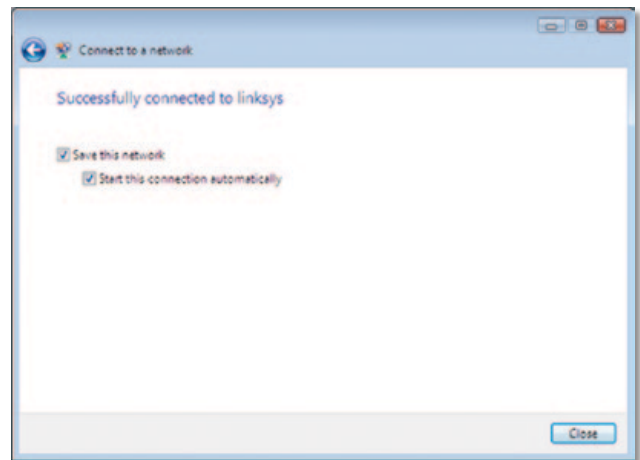 Connect to a network
Successfully connected to linksys
Save this network
Start this connection automatically
Close